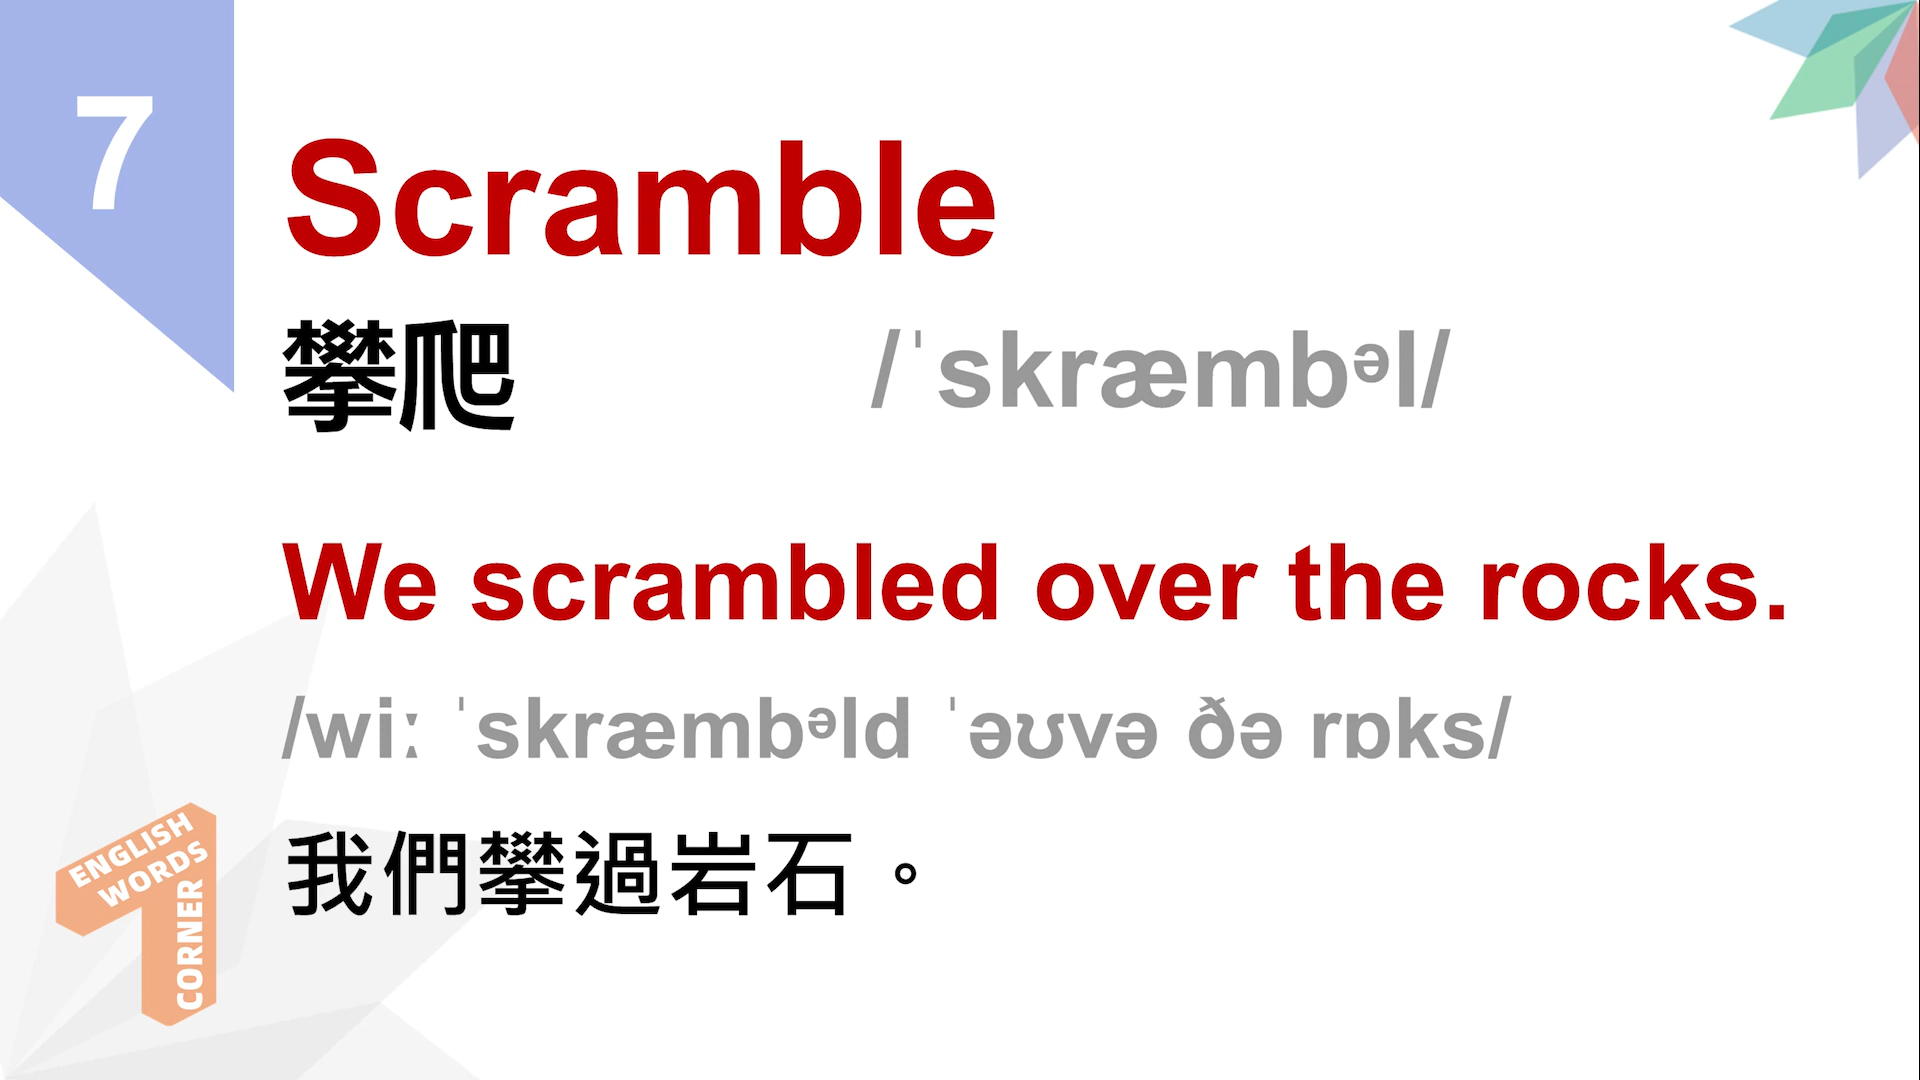 7
Scramble
攀爬
/ˈskræmbᵊl/
We scrambled over the rocks.
/wiː ˈskræmbᵊld ˈəʊvə ðə rɒks/
我們攀過岩石。
ENGLISH
WORDS
CORNER